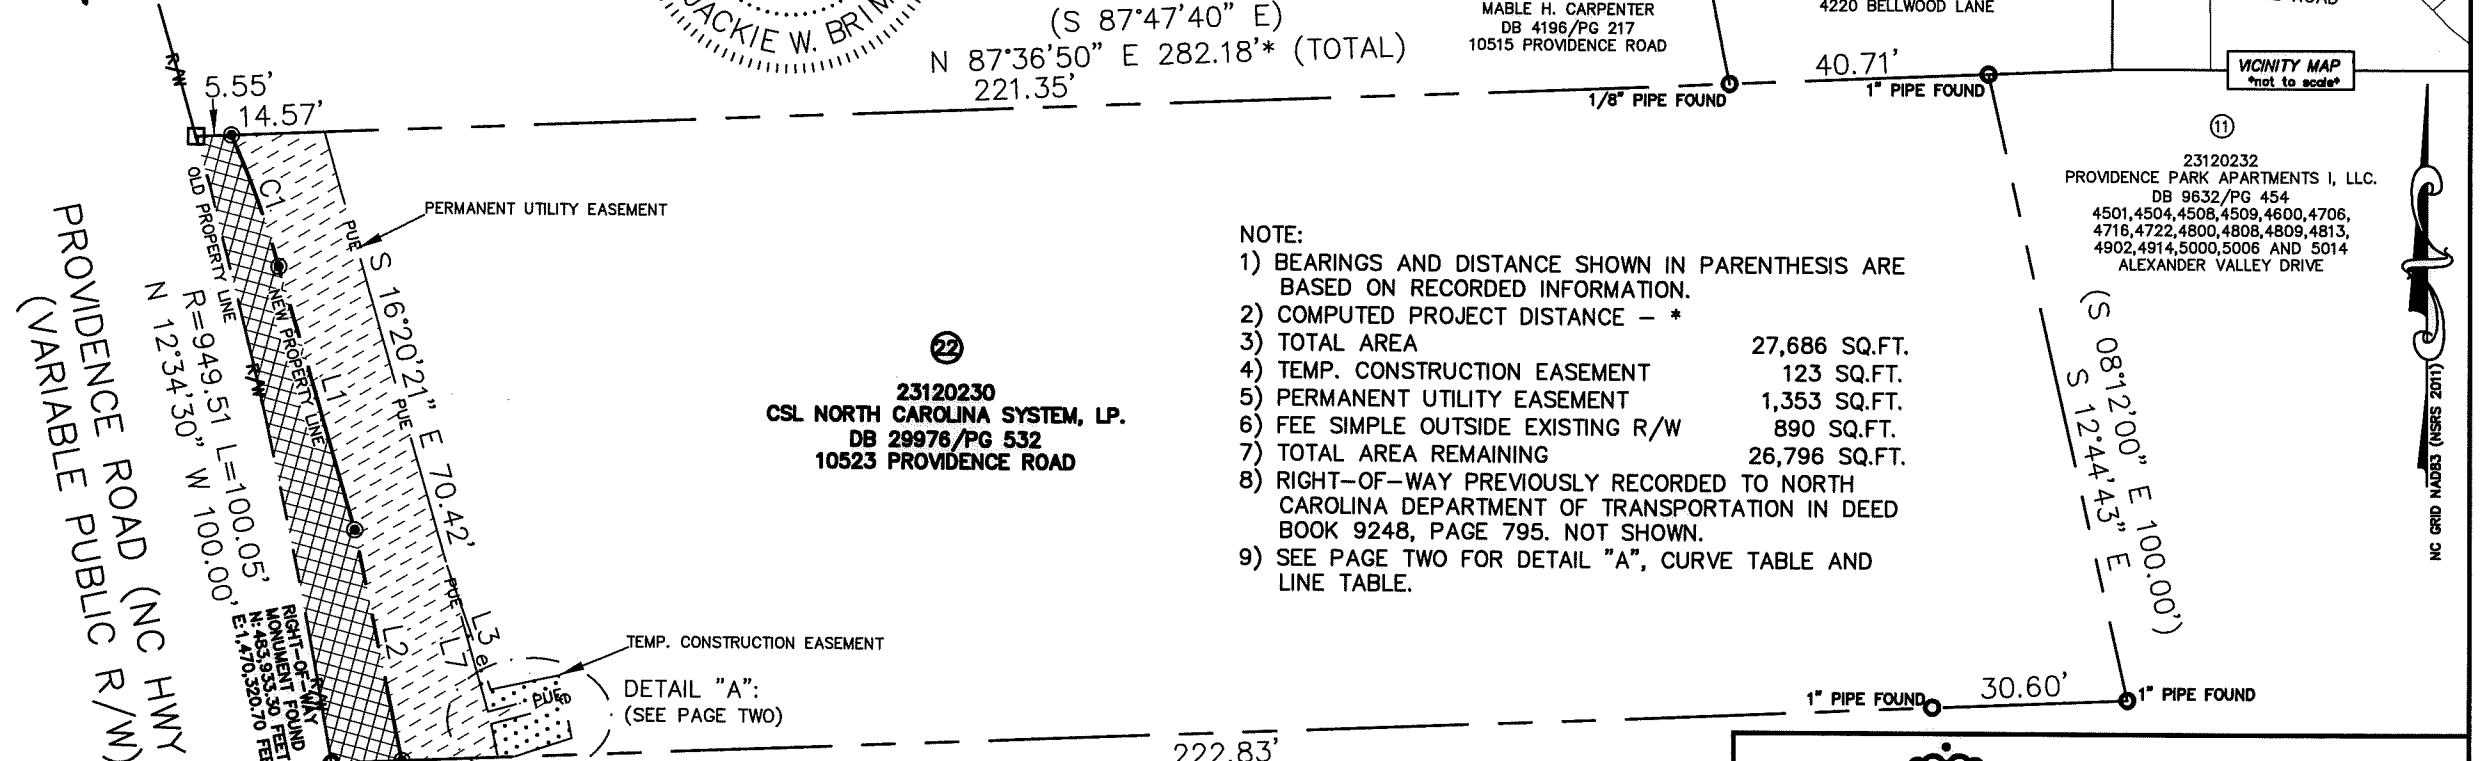 JACKIE W. BRIM
(S 87°47'40" E)
N 87°36'50" E 282.18'* (TOTAL)
221.35'
MABLE H. CARPENTER
DB 4196/PG 217
10515 PROVIDENCE ROAD
4220 BELLWOOD LANE
ROAD
VICINITY MAP
*not to scale*
R/W
5.55'
14.57'
40.71'
1/8" PIPE FOUND
1" PIPE FOUND
11
23120232
PROVIDENCE PARK APARTMENTS I, LLC.
DB 9632/PG 454
4501,4504,4508,4509,4600,4706,
4716,4722,4800,4808,4809,4813,
4902,4914,5000,5006 AND 5014
ALEXANDER VALLEY DRIVE
C1
OLD PROPERTY LINE
NEW PROPERTY LINE
R/W
L1
PERMANENT UTILITY EASEMENT
PUE
S 16°20'21" E 70.42'
PUE
PUE
PROVIDENCE ROAD (NC HWY
(VARIABLE PUBLIC R/W)
R=949.51 L=100.05'
N 12°34'30" W 100.00'
RIGHT-OF-WAY
MONUMENT FOUND
N: 483,933.30 FEET
E:1,470,320.70 FEE
R/W
L2
L3
L7
22
23120230
CSL NORTH CAROLINA SYSTEM, LP.
DB 29976/PG 532
10523 PROVIDENCE ROAD
NOTE:
1) BEARINGS AND DISTANCE SHOWN IN PARENTHESIS ARE
BASED ON RECORDED INFORMATION.
2) COMPUTED PROJECT DISTANCE – *
3) TOTAL AREA 27,686 SQ.FT.
4) TEMP. CONSTRUCTION EASEMENT 123 SQ.FT.
5) PERMANENT UTILITY EASEMENT 1,353 SQ.FT.
6) FEE SIMPLE OUTSIDE EXISTING R/W 890 SQ.FT.
7) TOTAL AREA REMAINING 26,796 SQ.FT.
8) RIGHT-OF-WAY PREVIOUSLY RECORDED TO NORTH
CAROLINA DEPARTMENT OF TRANSPORTATION IN DEED
BOOK 9248, PAGE 795. NOT SHOWN.
9) SEE PAGE TWO FOR DETAIL "A", CURVE TABLE AND
LINE TABLE.
(S 08°12'00" E 100.00')
S 12°44'43" E
NC GRID NAD83 (NSRS 2011)
TEMP. CONSTRUCTION EASEMENT
DETAIL "A":
(SEE PAGE TWO)
1" PIPE FOUND
30.60'
1" PIPE FOUND
222.83'